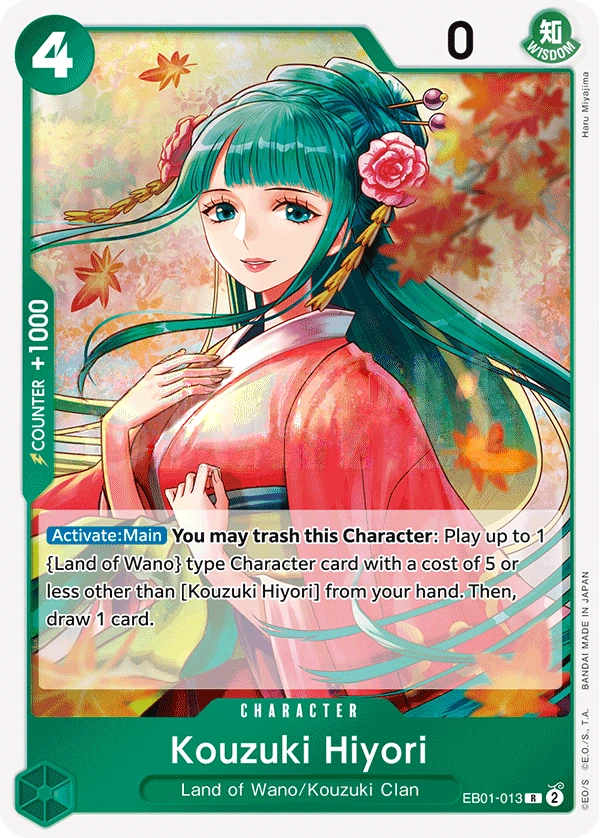 4
0
知
WISDOM
Haru Miyajima
COUNTER +1000
Activate:Main You may trash this Character: Play up to 1
{Land of Wano} type Character card with a cost of 5 or
less other than [Kouzuki Hiyori] from your hand. Then,
draw 1 card.
CHARACTER
Kouzuki Hiyori
Land of Wano/Kouzuki Clan
EB01-013 R 2
©E.O/S ©E.O./S., T.A. BANDAI MADE IN JAPAN